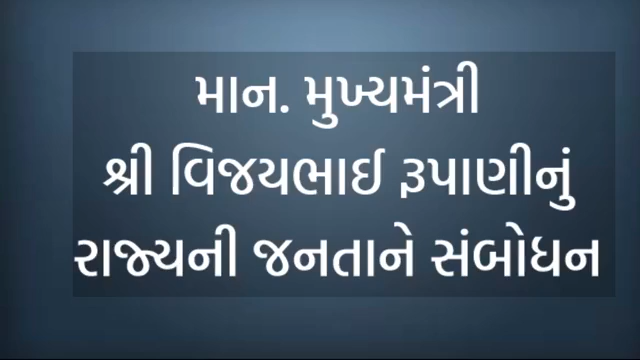 માન. મુખ્યમંત્રી
શ્રી વિજયભાઈ રૂપાણીનું
રાજ્યની જનતાને સંબોધન